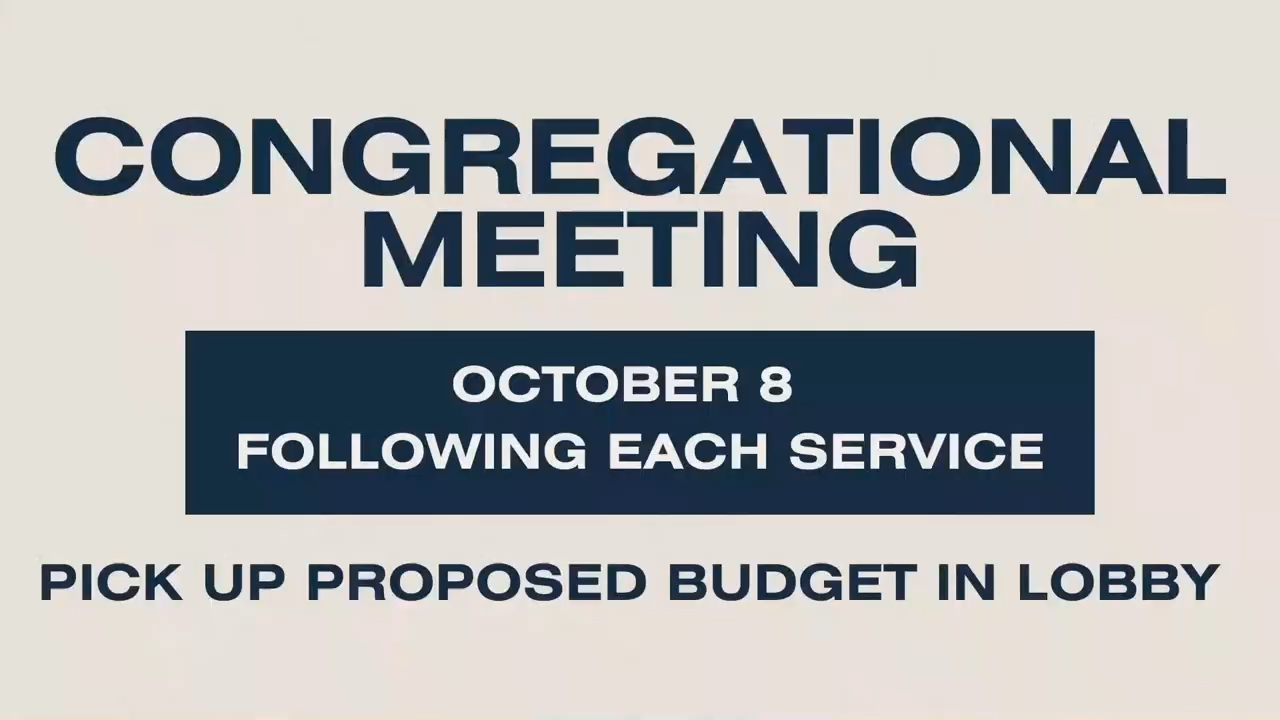 CONGREGATIONAL
MEETING
OCTOBER 8
FOLLOWING EACH SERVICE
PICK UP PROPOSED BUDGET IN LOBBY